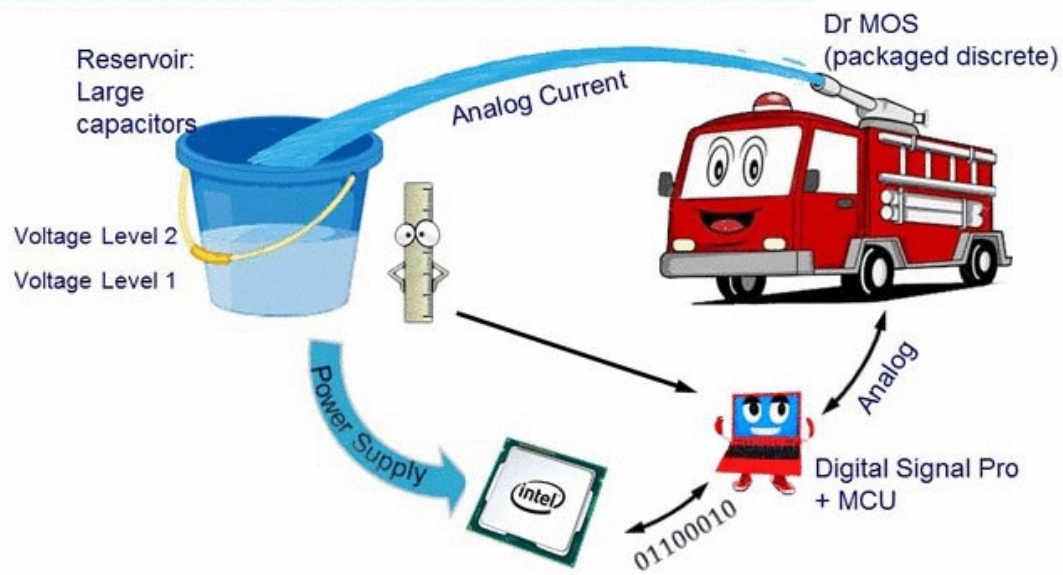 Reservoir:
Large
capacitors
Analog Current
Dr MOS
(packaged discrete)
Voltage Level 2
Voltage Level 1
Power Supply
intel
Analog
Digital Signal Pro
+ MCU
01100010